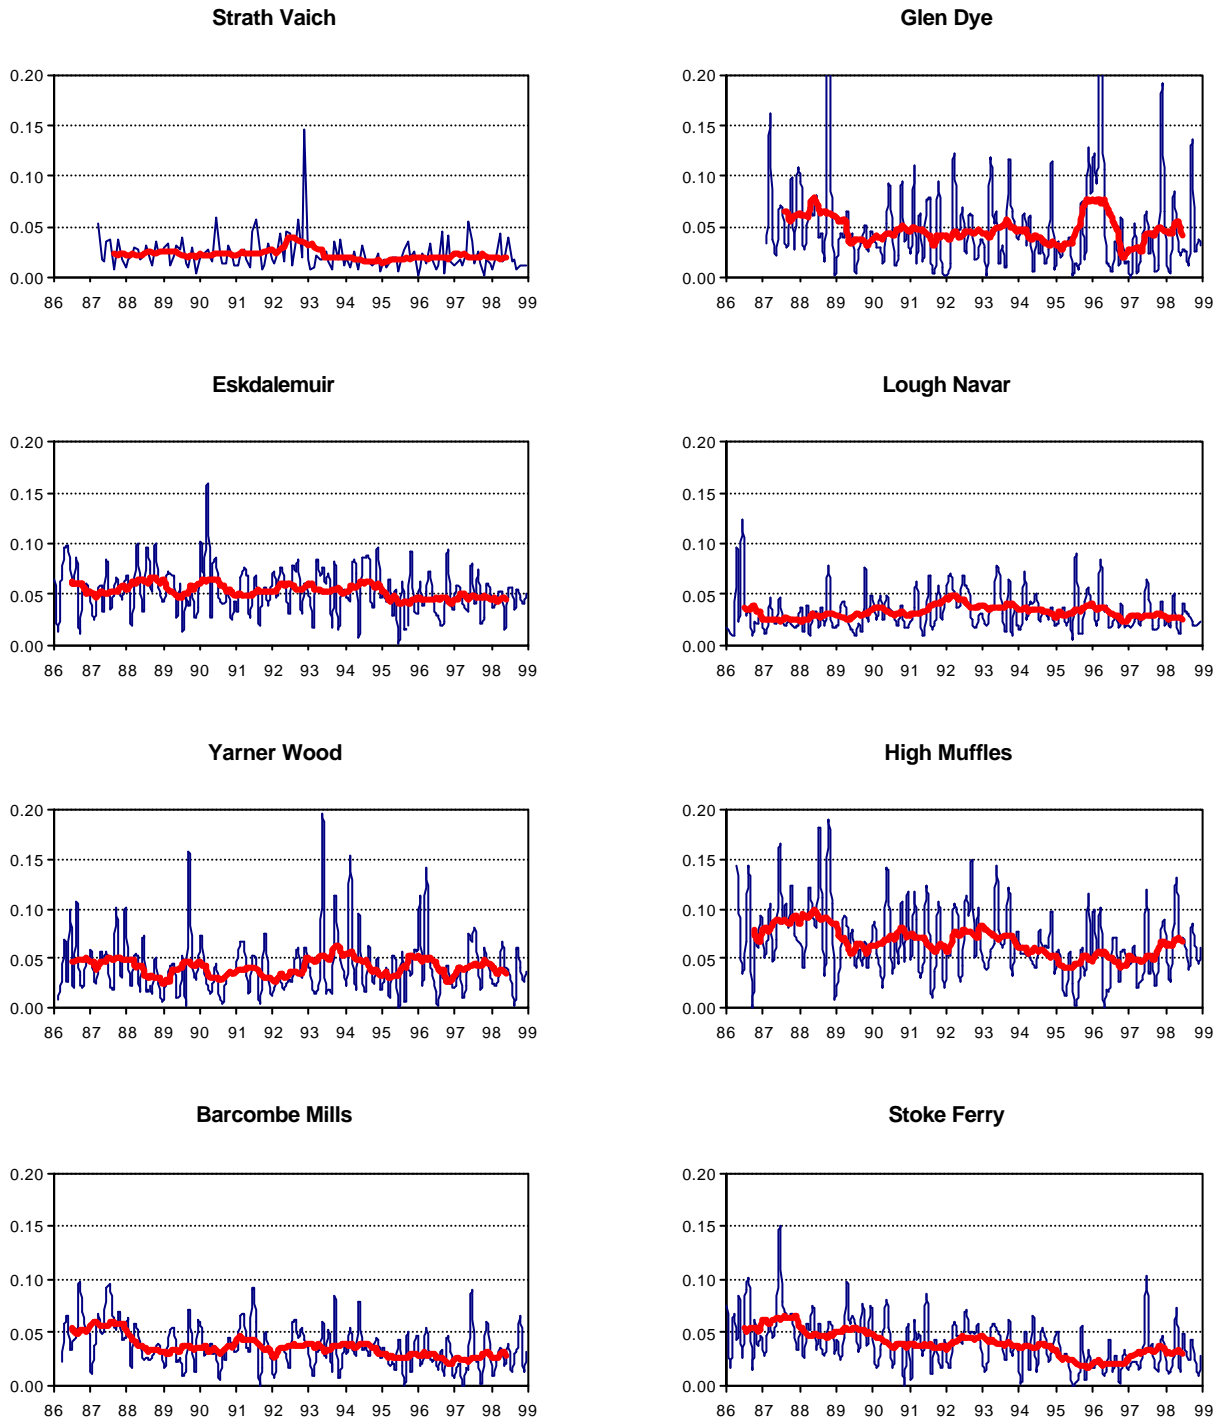 Strath Vaich Glen Dye
0.20 0.20
0.15 0.15
0.10 0.10
0.05 0.05
0.00 0.00
86 87 88 89 90 91 92 93 94 95 96 97 98 99 86 87 88 89 90 91 92 93 94 95 96 97 98 99
Eskdalemuir Lough Navar
0.20 0.20
0.15 0.15
0.10 0.10
0.05 0.05
0.00 0.00
86 87 88 89 90 91 92 93 94 95 96 97 98 99 86 87 88 89 90 91 92 93 94 95 96 97 98 99
Yarner Wood High Muffles
0.20 0.20
0.15 0.15
0.10 0.10
0.05 0.05
0.00 0.00
86 87 88 89 90 91 92 93 94 95 96 97 98 99 86 87 88 89 90 91 92 93 94 95 96 97 98 99
Barcombe Mills Stoke Ferry
0.20 0.20
0.15 0.15
0.10 0.10
0.05 0.05
0.00 0.00
86 87 88 89 90 91 92 93 94 95 96 97 98 99 86 87 88 89 90 91 92 93 94 95 96 97 98 99